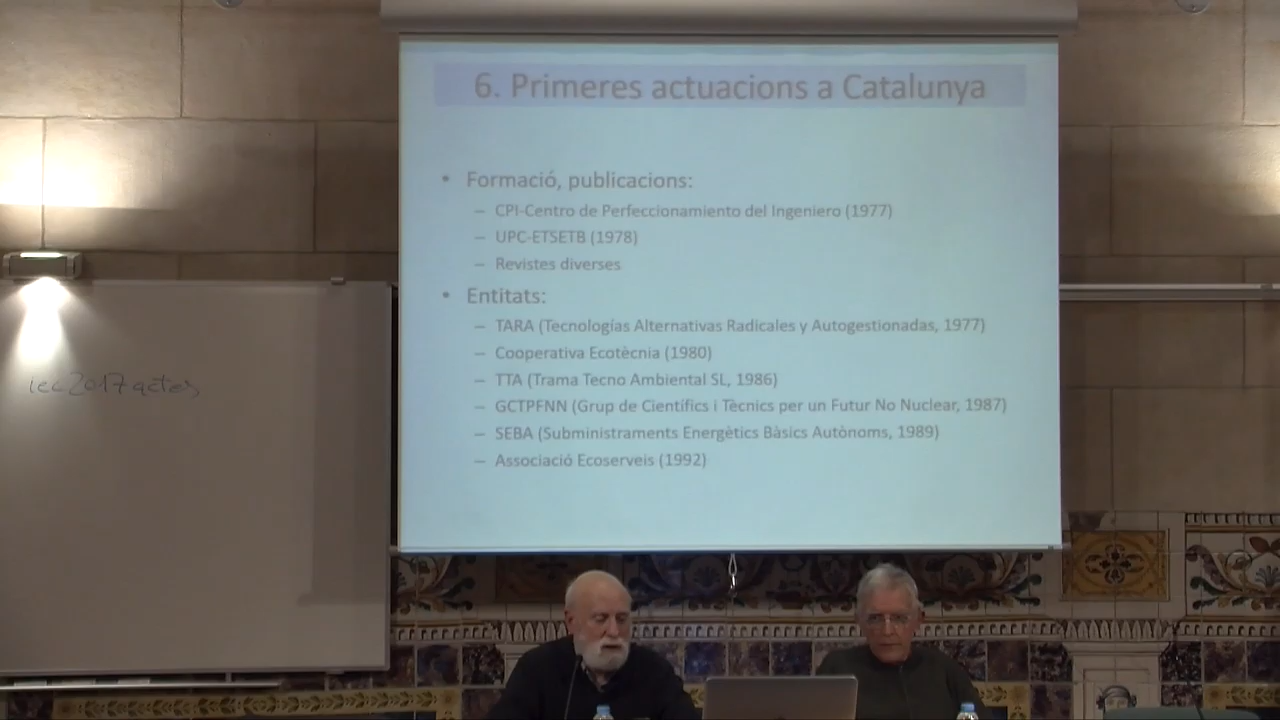 6. Primeres actuacions a Catalunya
• Formació, publicacions:
– CPI-Centro de Perfeccionamiento del Ingeniero (1977)
– UPC-ETSETB (1978)
– Revistes diverses
• Entitats:
– TARA (Tecnologías Alternativas Radicales y Autogestionadas, 1977)
– Cooperativa Ecotècnia (1980)
– TTA (Trama Tecno Ambiental SL, 1986)
– GCTPFNN (Grup de Científics i Tècnics per un Futur No Nuclear, 1987)
– SEBA (Subministraments Energètics Bàsics Autònoms, 1989)
– Associació Ecoserveis (1992)
iec2017acties